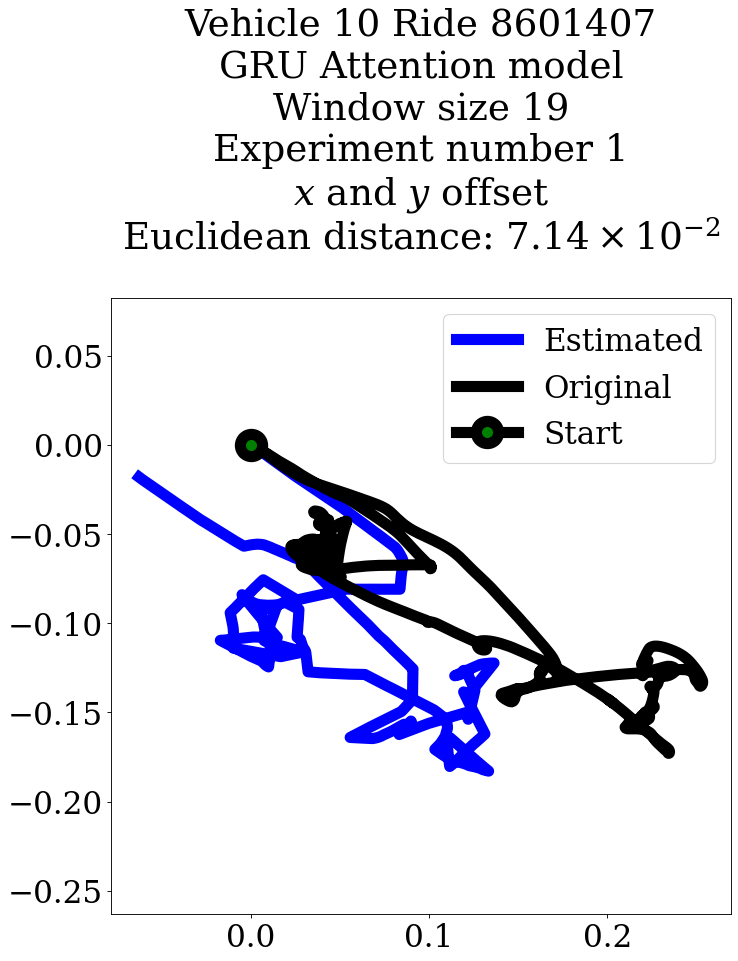 Vehicle 10 Ride 8601407
GRU Attention model
Window size 19
Experiment number 1
x and y offset
Euclidean distance: 7.14 × 10⁻²
Estimated
Original
Start
0.05
0.00
−0.05
−0.10
−0.15
−0.20
−0.25
0.0 0.1 0.2